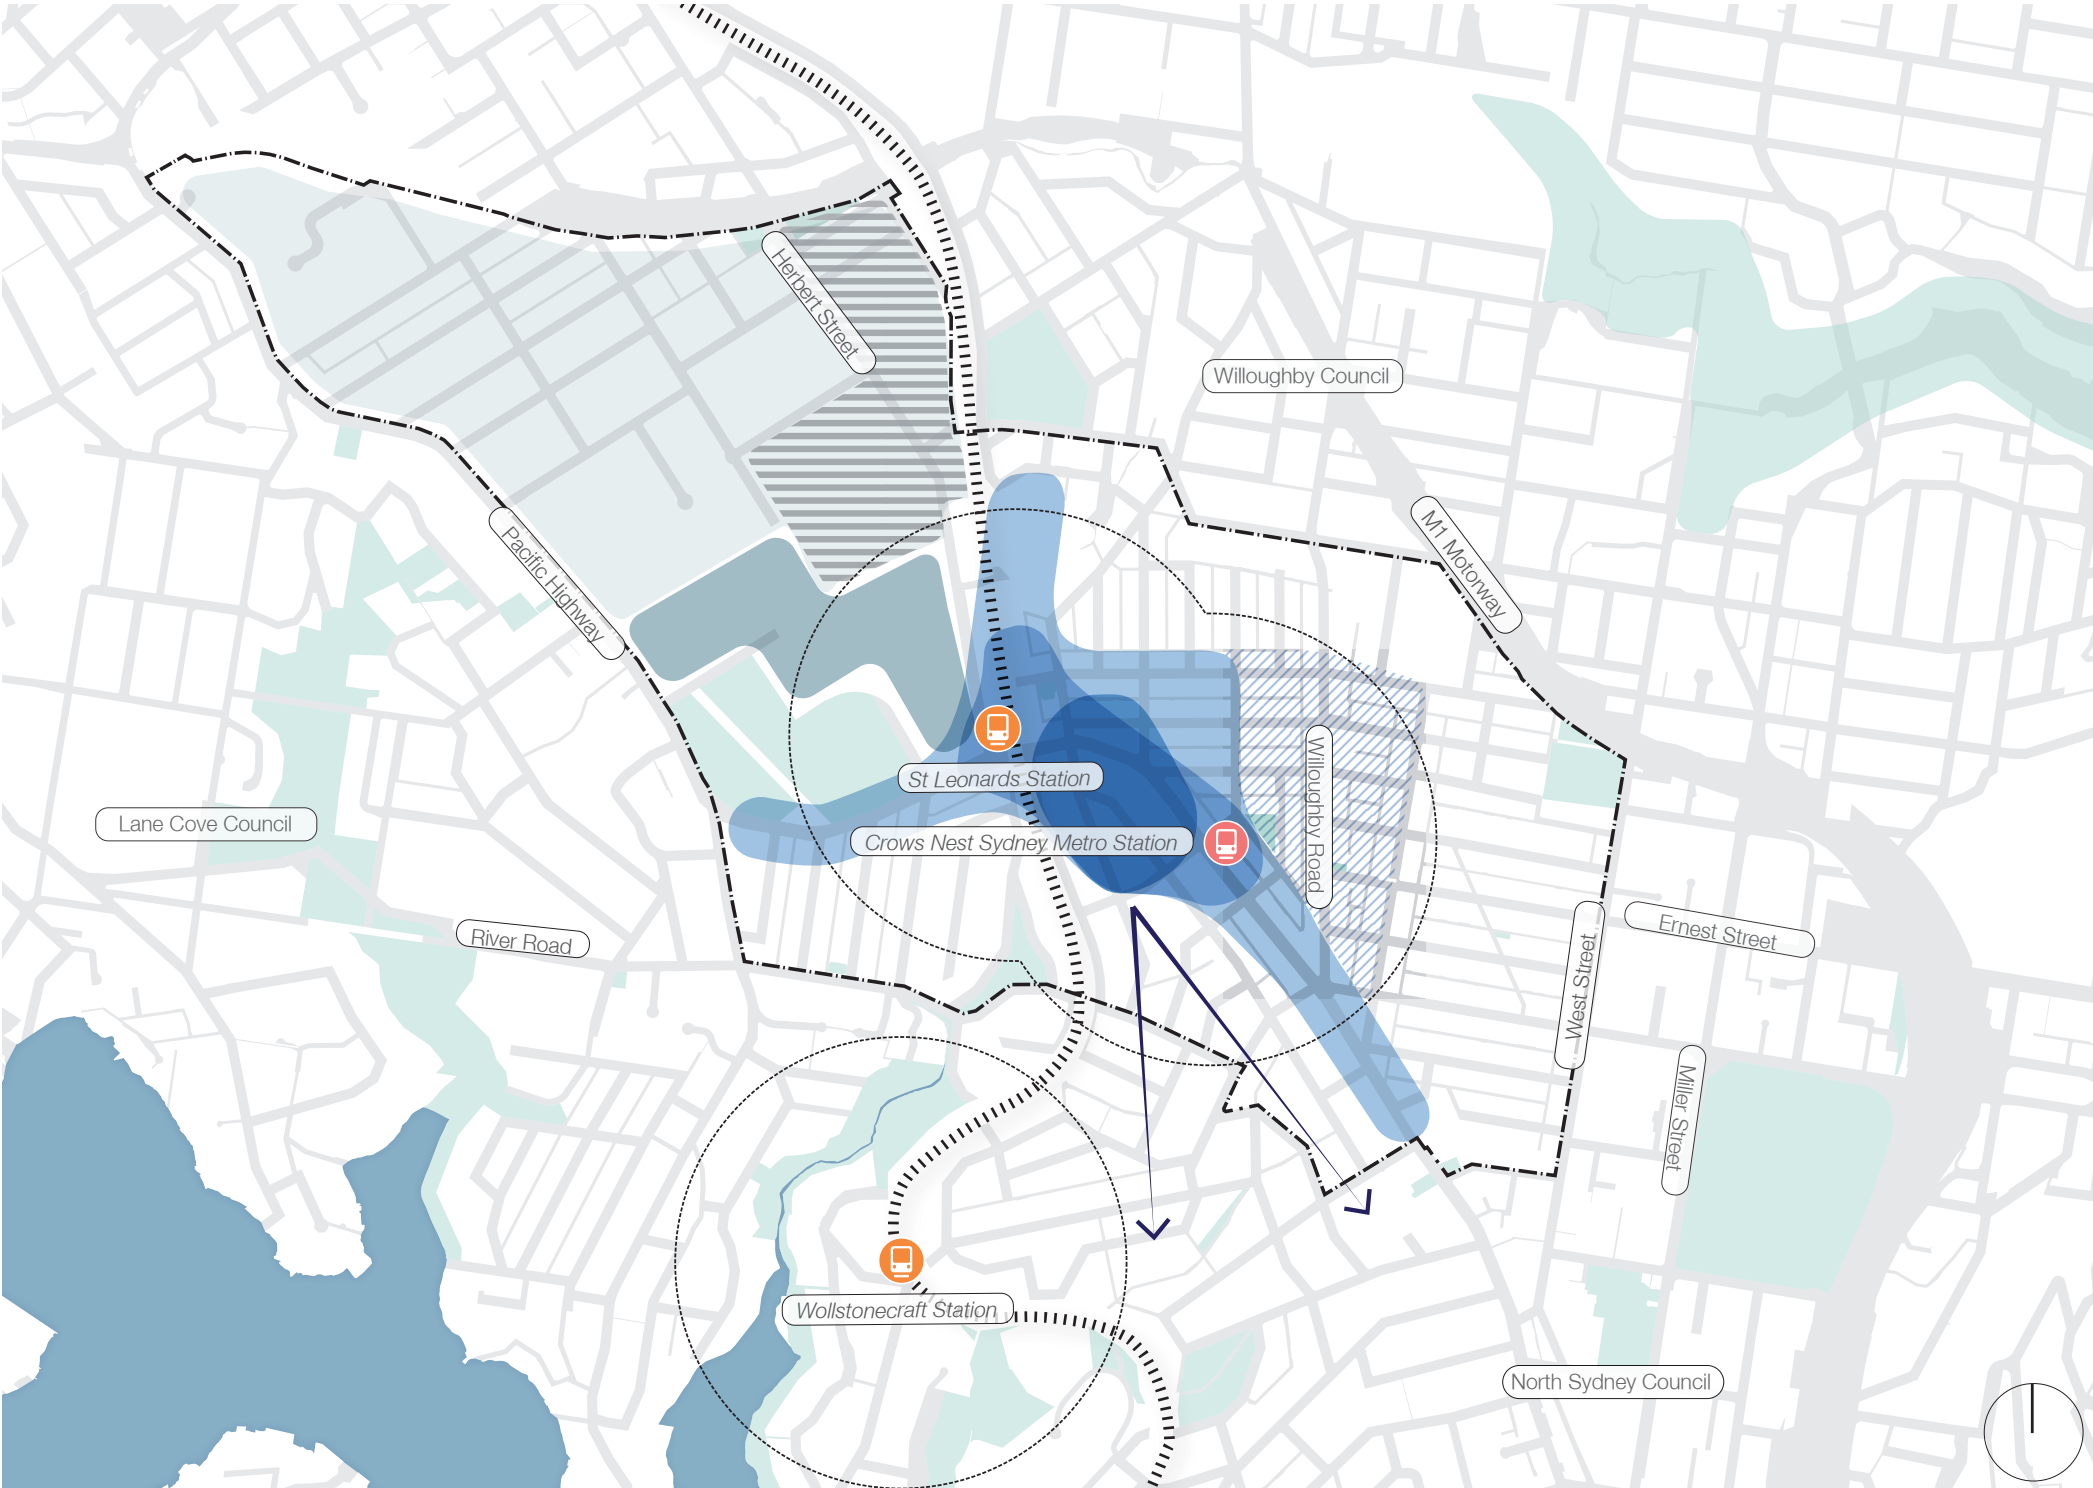 Herbert Street
Willoughby Council
M1 Motorway
Pacific Highway
St Leonards Station
Willoughby Road
Lane Cove Council
Crows Nest Sydney Metro Station
River Road
Ernest Street
West Street
Miller Street
Wollstonecraft Station
North Sydney Council